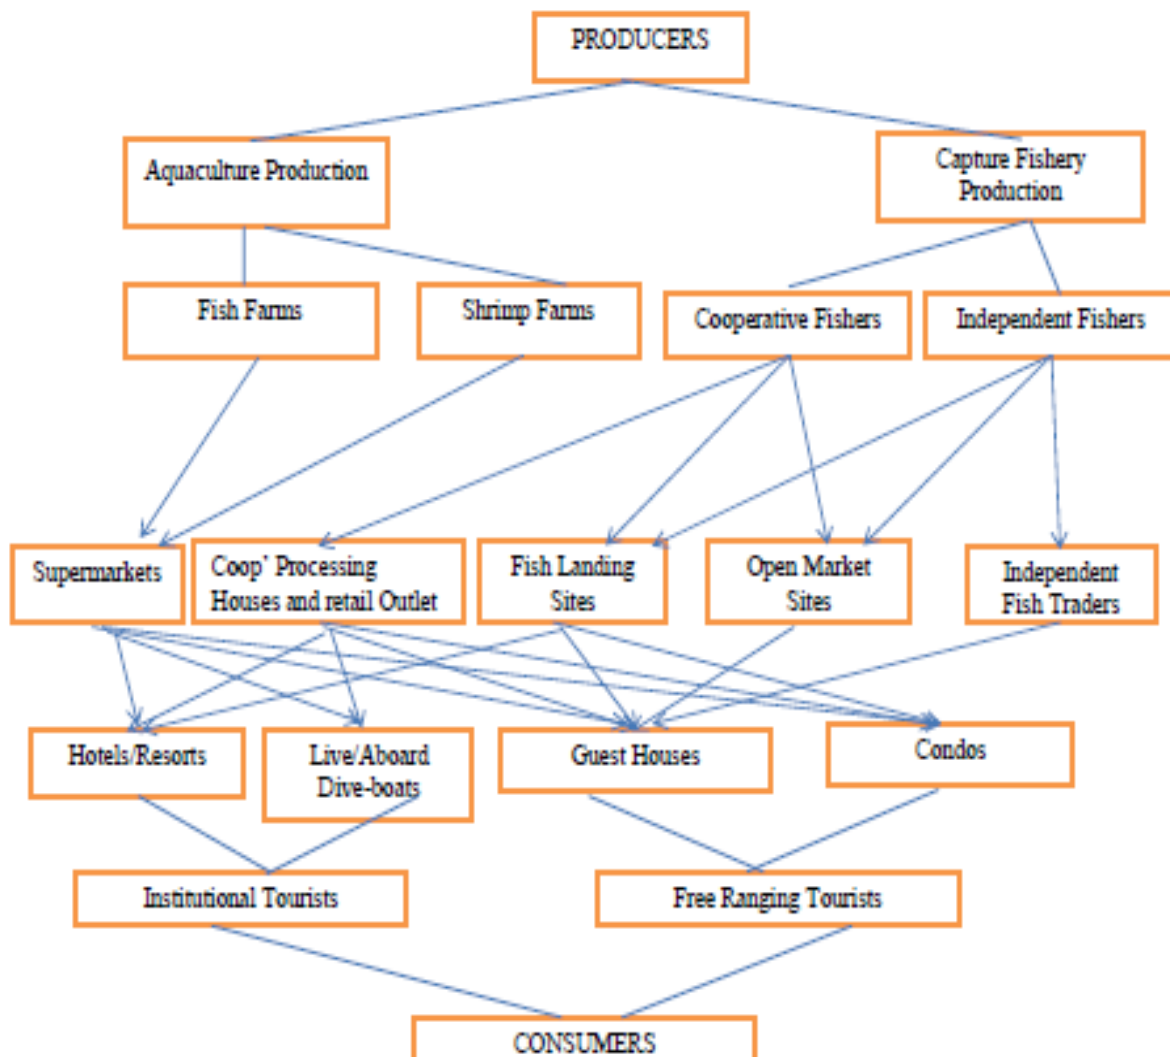 PRODUCERS
Aquaculture Production
Capture Fishery
Production
Fish Farms
Shrimp Farms
Cooperative Fishers
Independent Fishers
Supermarkets
Coop' Processing
Houses and retail Outlet
Fish Landing
Sites
Open Market
Sites
Independent
Fish Traders
Hotels/Resorts
Live/Aboard
Dive-boats
Guest Houses
Condos
Institutional Tourists
Free Ranging Tourists
CONSUMERS